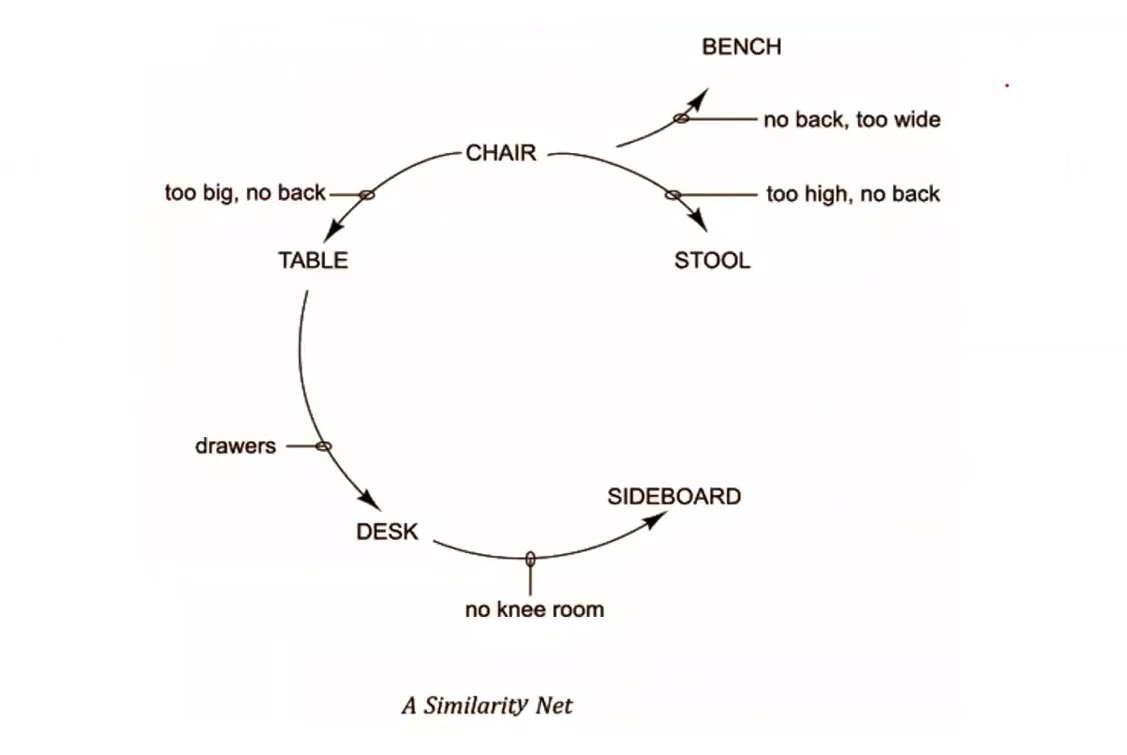 BENCH
no back, too wide
CHAIR
too big, no back
too high, no back
TABLE
STOOL
drawers
SIDEBOARD
DESK
no knee room
A Similarity Net